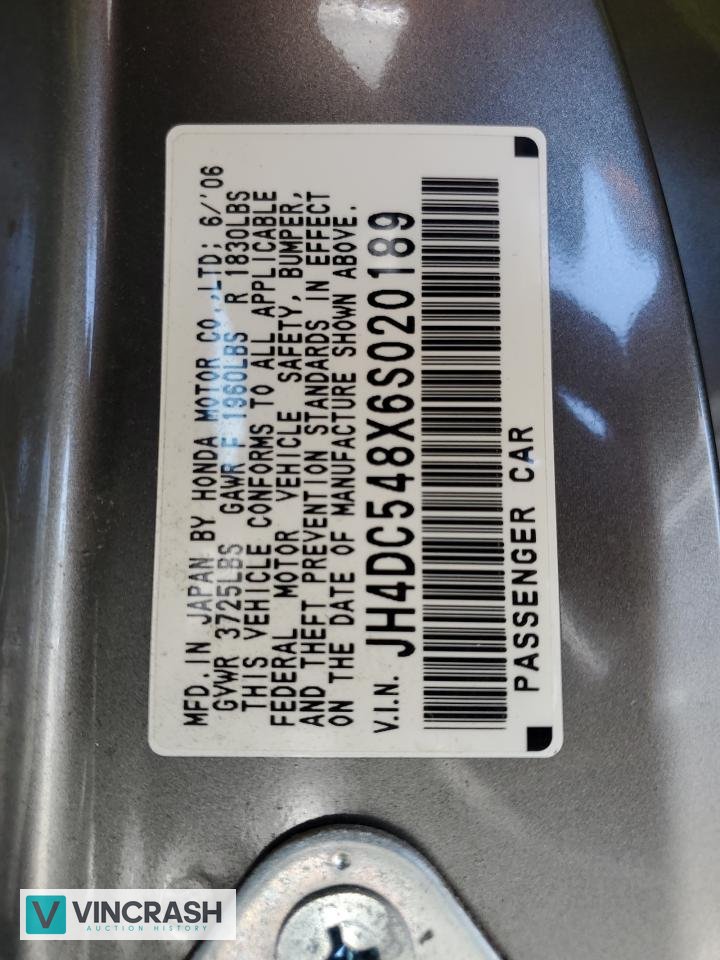 MFD. IN JAPAN BY HONDA MOTOR CO.,LTD; 6/'06
GVWR 3725LBS GAWR F 1960LBS R 1830LBS
THIS VEHICLE CONFORMS TO ALL APPLICABLE
FEDERAL MOTOR VEHICLE SAFETY, BUMPER,
AND THEFT PREVENTION STANDARDS IN EFFECT
ON THE DATE OF MANUFACTURE SHOWN ABOVE.
V.I.N. JH4DC548X6S020189
PASSENGER CAR
V VINCRASH
AUCTION HISTORY